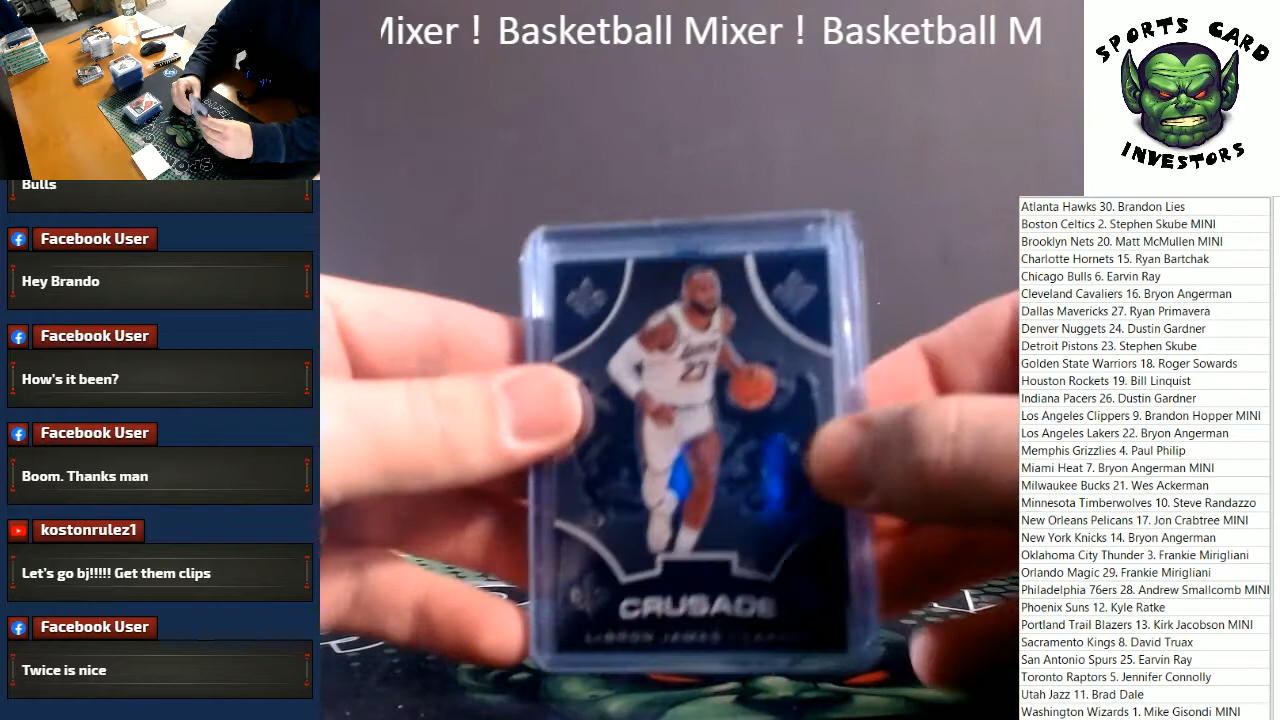 Mixer ! Basketball Mixer ! Basketball M
SPORTS CARD
INVESTORS
Bulls
Facebook User
Hey Brando
Facebook User
How's it been?
Facebook User
Boom. Thanks man
kostonrulez1
Let's go bj!!!!! Get them clips
Facebook User
Twice is nice
23
CRUSADE
LEBRON JAMES
Atlanta Hawks 30. Brandon Lies
Boston Celtics 2. Stephen Skube MINI
Brooklyn Nets 20. Matt McMullen MINI
Charlotte Hornets 15. Ryan Bartchak
Chicago Bulls 6. Earvin Ray
Cleveland Cavaliers 16. Bryon Angerman
Dallas Mavericks 27. Ryan Primavera
Denver Nuggets 24. Dustin Gardner
Detroit Pistons 23. Stephen Skube
Golden State Warriors 18. Roger Sowards
Houston Rockets 19. Bill Linquist
Indiana Pacers 26. Dustin Gardner
Los Angeles Clippers 9. Brandon Hopper MINI
Los Angeles Lakers 22. Bryon Angerman
Memphis Grizzlies 4. Paul Philip
Miami Heat 7. Bryon Angerman MINI
Milwaukee Bucks 21. Wes Ackerman
Minnesota Timberwolves 10. Steve Randazzo
New Orleans Pelicans 17. Jon Crabtree MINI
New York Knicks 14. Bryon Angerman
Oklahoma City Thunder 3. Frankie Mirigliani
Orlando Magic 29. Frankie Mirigliani
Philadelphia 76ers 28. Andrew Smallcomb MINI
Phoenix Suns 12. Kyle Ratke
Portland Trail Blazers 13. Kirk Jacobson MINI
Sacramento Kings 8. David Truax
San Antonio Spurs 25. Earvin Ray
Toronto Raptors 5. Jennifer Connolly
Utah Jazz 11. Brad Dale
Washington Wizards 1. Mike Gisondi MINI